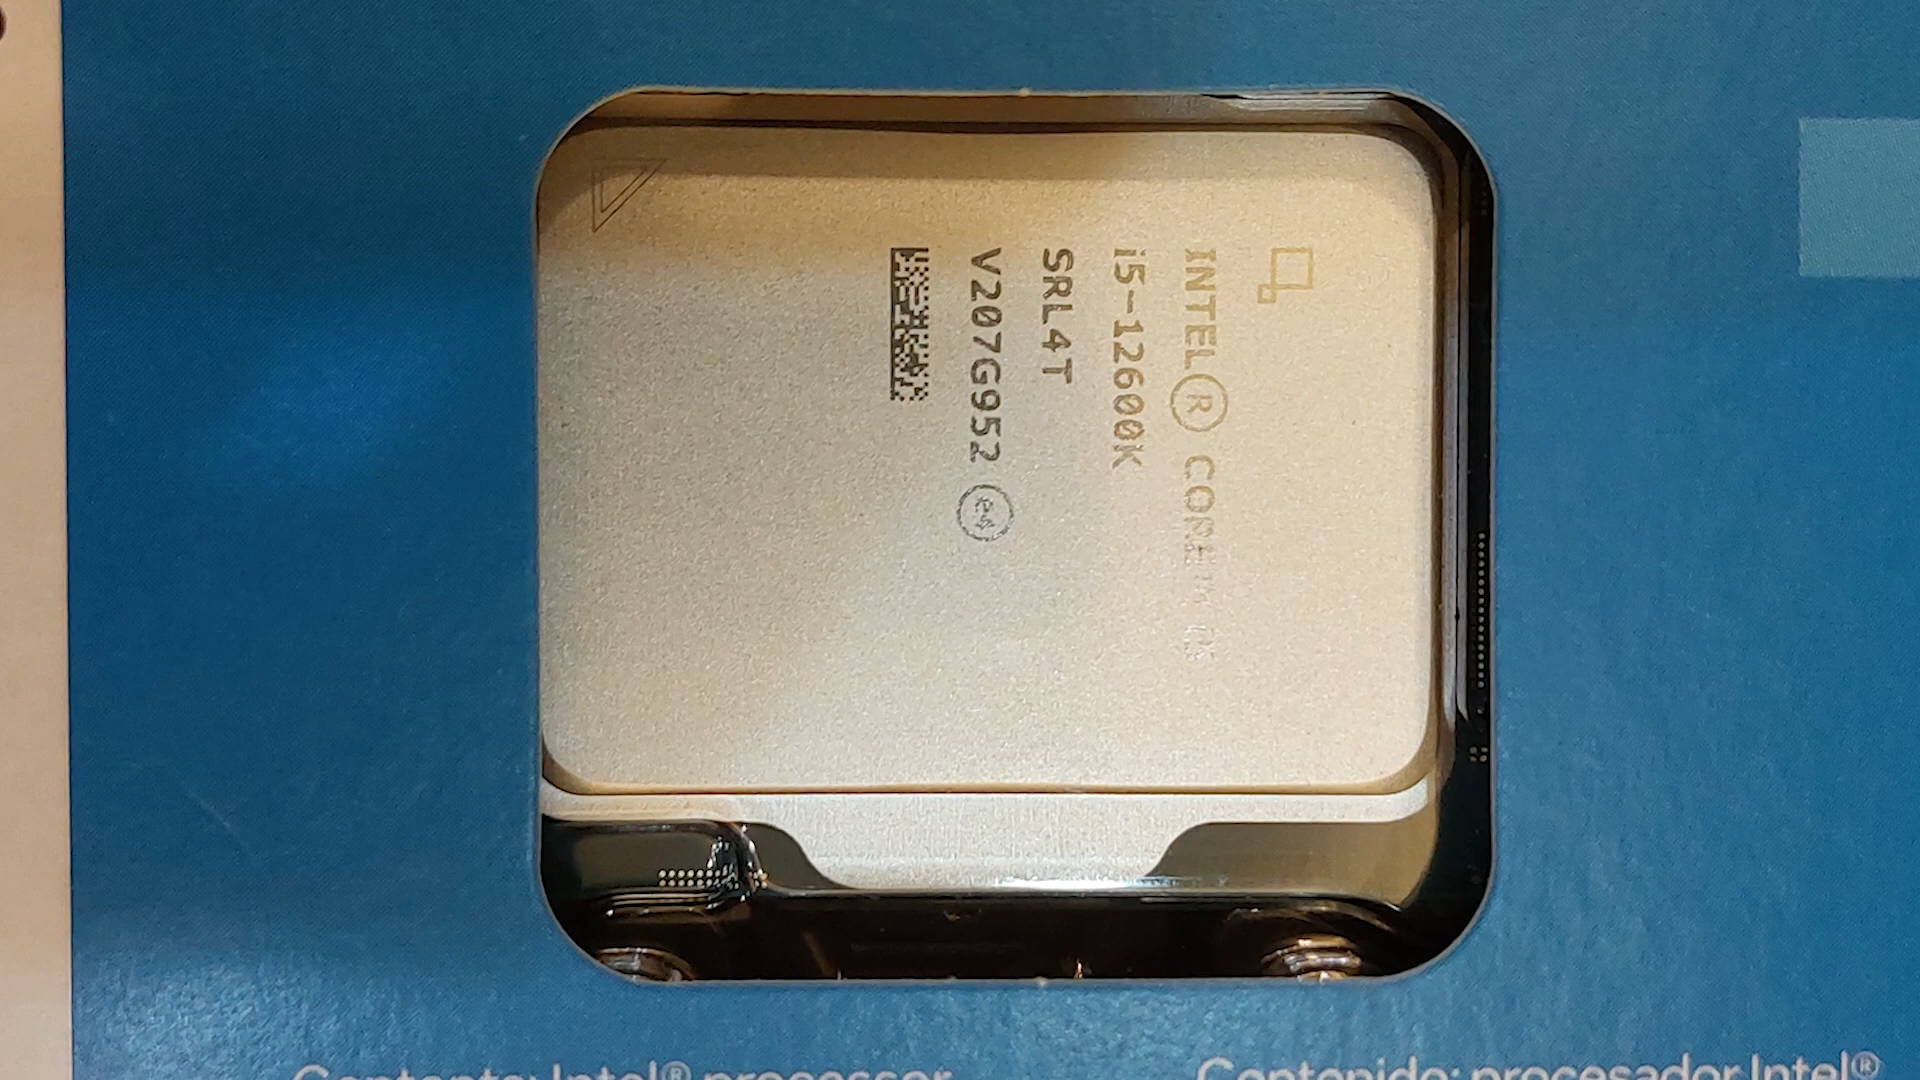 INTEL® CORE™ i5
i5-12600K
SRL4T
V207G952 e4
Contents: Intel® processor
Contenido: procesador Intel®